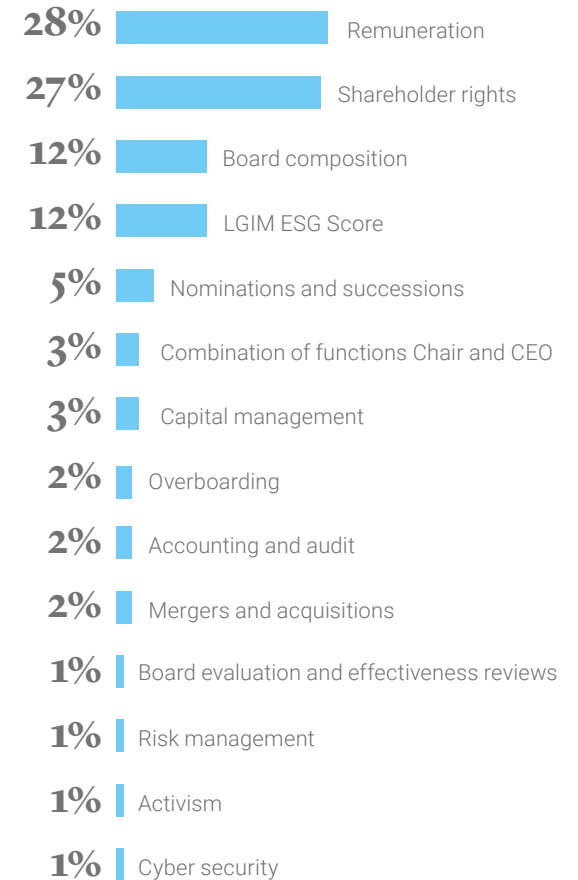 28% Remuneration
27% Shareholder rights
12% Board composition
12% LGIM ESG Score
5% Nominations and successions
3% Combination of functions Chair and CEO
3% Capital management
2% Overboarding
2% Accounting and audit
2% Mergers and acquisitions
1% Board evaluation and effectiveness reviews
1% Risk management
1% Activism
1% Cyber security